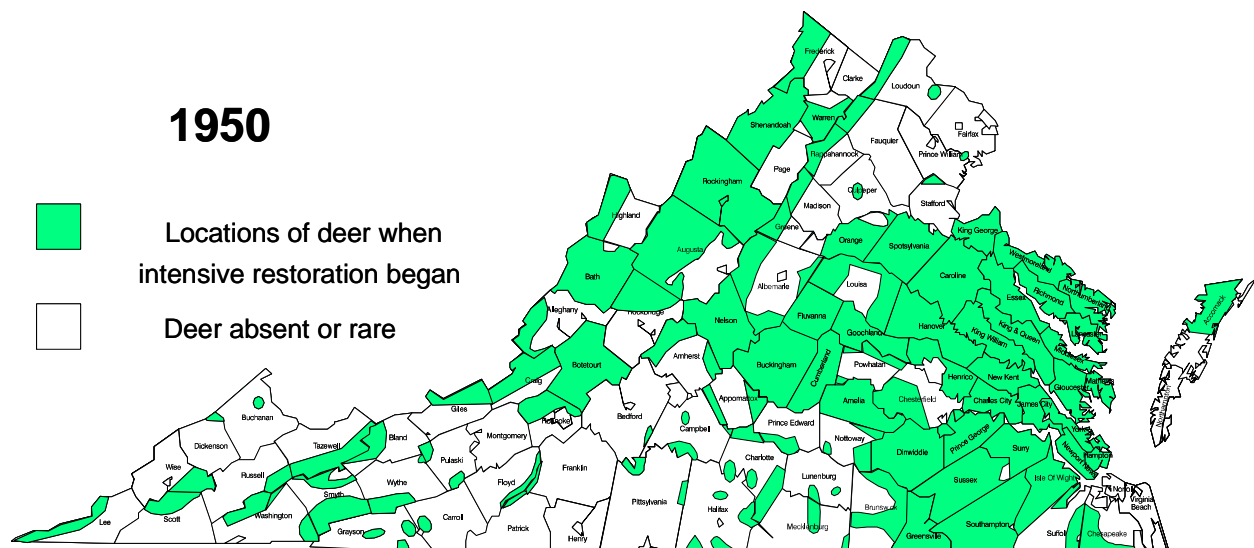 1950
Locations of deer when
intensive restoration began
Deer absent or rare
Frederick
Clarke
Loudoun
Warren
Shenandoah
Fauquier
Fairfax
Rappahannock
Prince William
Page
Rockingham
Culpeper
Madison
Stafford
Highland
Greene
King George
Orange
Augusta
Spotsylvania
Westmoreland
Bath
Caroline
Albemarle
Louisa
Essex
Richmond
Northumberland
Accomack
Alleghany
Rockbridge
Nelson
Fluvanna
Goochland
Hanover
King William
King & Queen
Lancaster
Middlesex
Amherst
Buckingham
Cumberland
Powhatan
Botetourt
Craig
Henrico
New Kent
Gloucester
Mathews
Northampton
Giles
Appomattox
Amelia
Chesterfield
Charles City
James City
Buchanan
Bedford
Roanoke
Campbell
Prince Edward
York
Bland
Montgomery
Nottoway
Prince George
Newport News
Hampton
Dickenson
Tazewell
Pulaski
Charlotte
Dinwiddie
Surry
Wise
Russell
Wythe
Floyd
Franklin
Lunenburg
Sussex
Isle Of Wight
Smyth
Norfolk
Virginia
Beach
Lee
Scott
Washington
Grayson
Carroll
Patrick
Henry
Pittsylvania
Halifax
Mecklenburg
Brunswick
Greensville
Southampton
Suffolk
Chesapeake